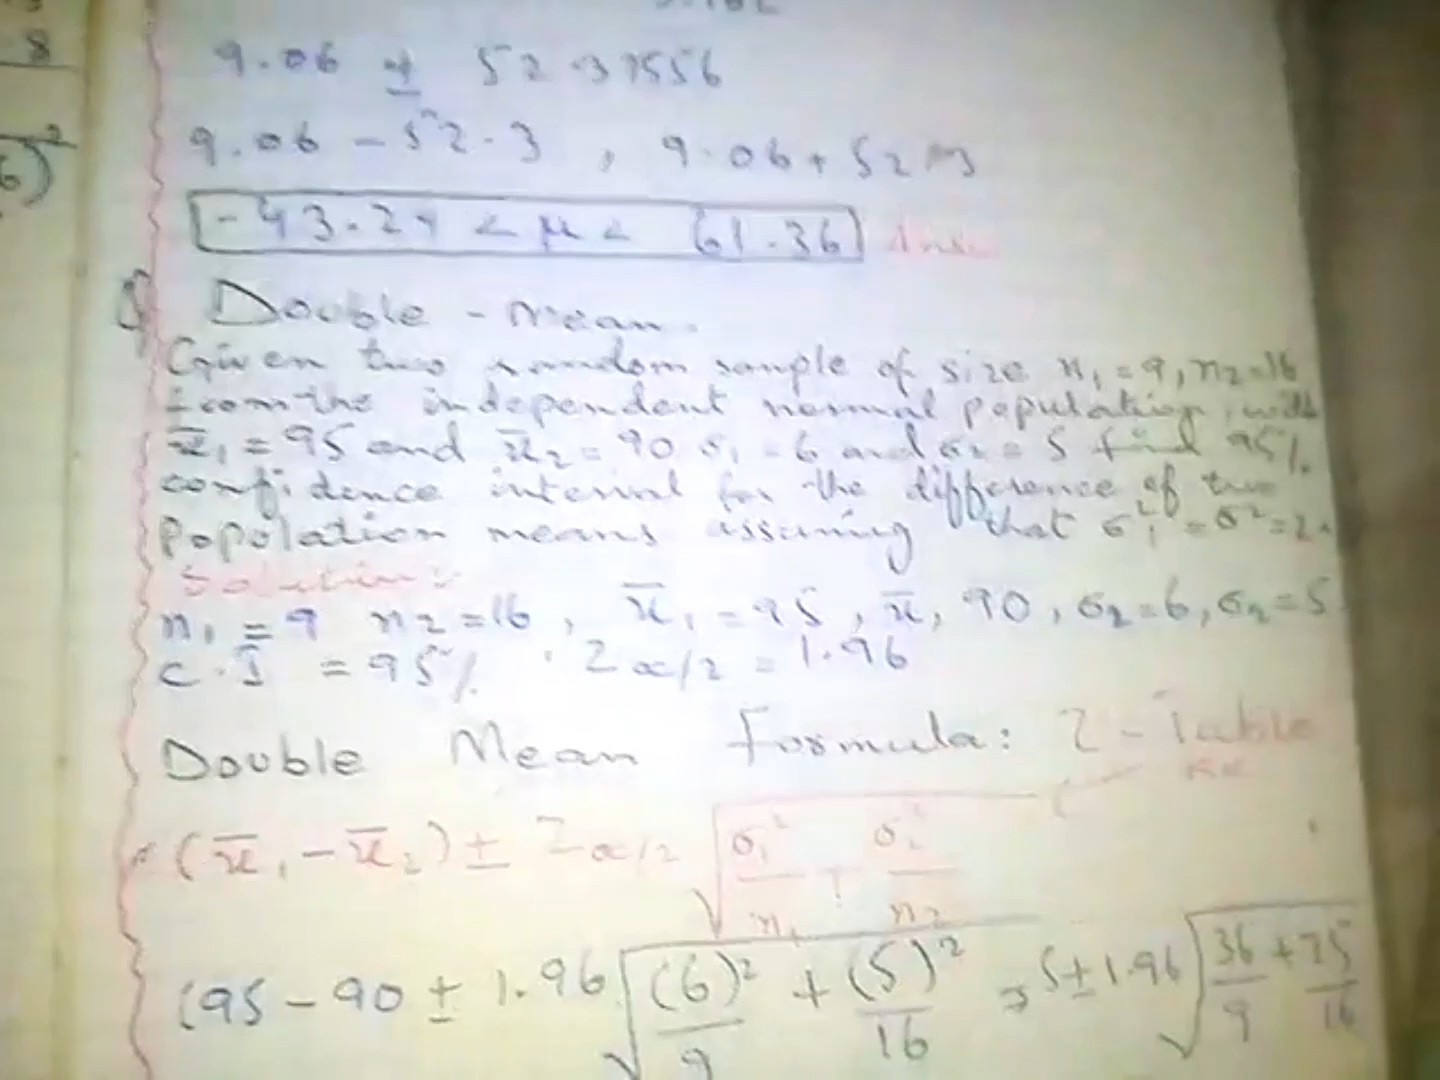 8
6)²
9.06 ± 52.37556
9.06 - 52.3 , 9.06 + 52.3
-43.24 < μ < 61.36 Ans.
Q Double - mean.
Given two random sample of size n₁ = 9, n₂ = 16
from the independent normal population, with
x̄₁ = 95 and x̄₂ = 90 σ₁ = 6 and σ₂ = 5 find 95%
confidence interval for the difference of two
population means assuming that σ₁² = σ² = 2.
Solution:
n₁ = 9 n₂ = 16 , x̄₁ = 95 , x̄, 90 , σ₂ = 6, σ₂ = 5
C.I = 95% . Zα/2 = 1.96
Double Mean Formula: Z - Table
(x̄₁ - x̄₂) ± Zα/2 √(σ₁²/n₁ + σ₂²/n₂)
(95 - 90 ± 1.96 √((6)²/9 + (5)²/16) ⇒ 5 ± 1.96 √(36/9 + 25/16)